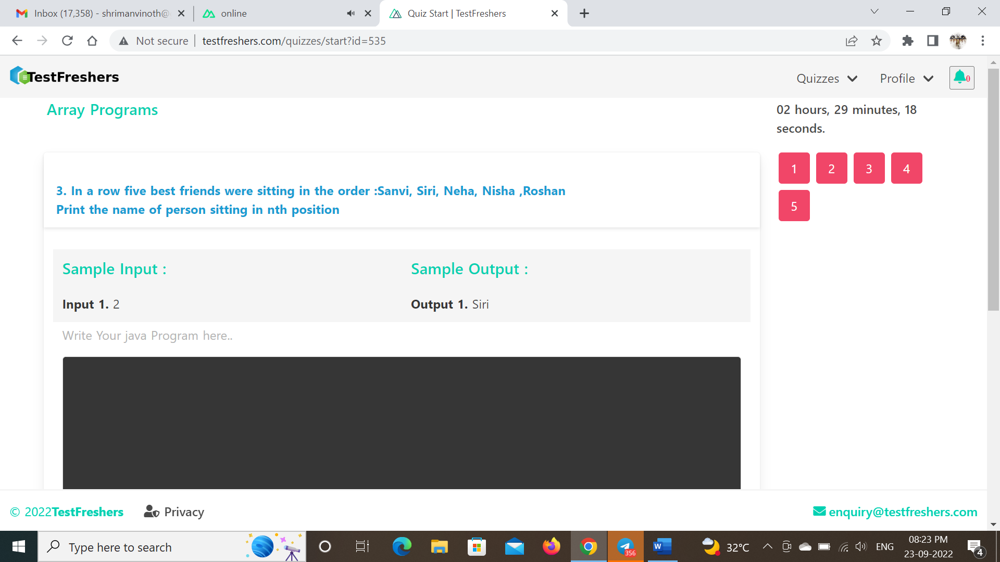 Inbox (17,358) - shrimanvinoth@
online
Quiz Start | TestFreshers
Not secure
testfreshers.com/quizzes/start?id=535
TestFreshers
Quizzes
Profile
0
Array Programs
02 hours, 29 minutes, 18
seconds.
1
2
3
4
5
3. In a row five best friends were sitting in the order :Sanvi, Siri, Neha, Nisha ,Roshan
Print the name of person sitting in nth position
Sample Input :
Sample Output :
Input 1. 2
Output 1. Siri
Write Your java Program here..
© 2022TestFreshers
Privacy
enquiry@testfreshers.com
Type here to search
356
W
32°C
ENG
08:23 PM
23-09-2022
4